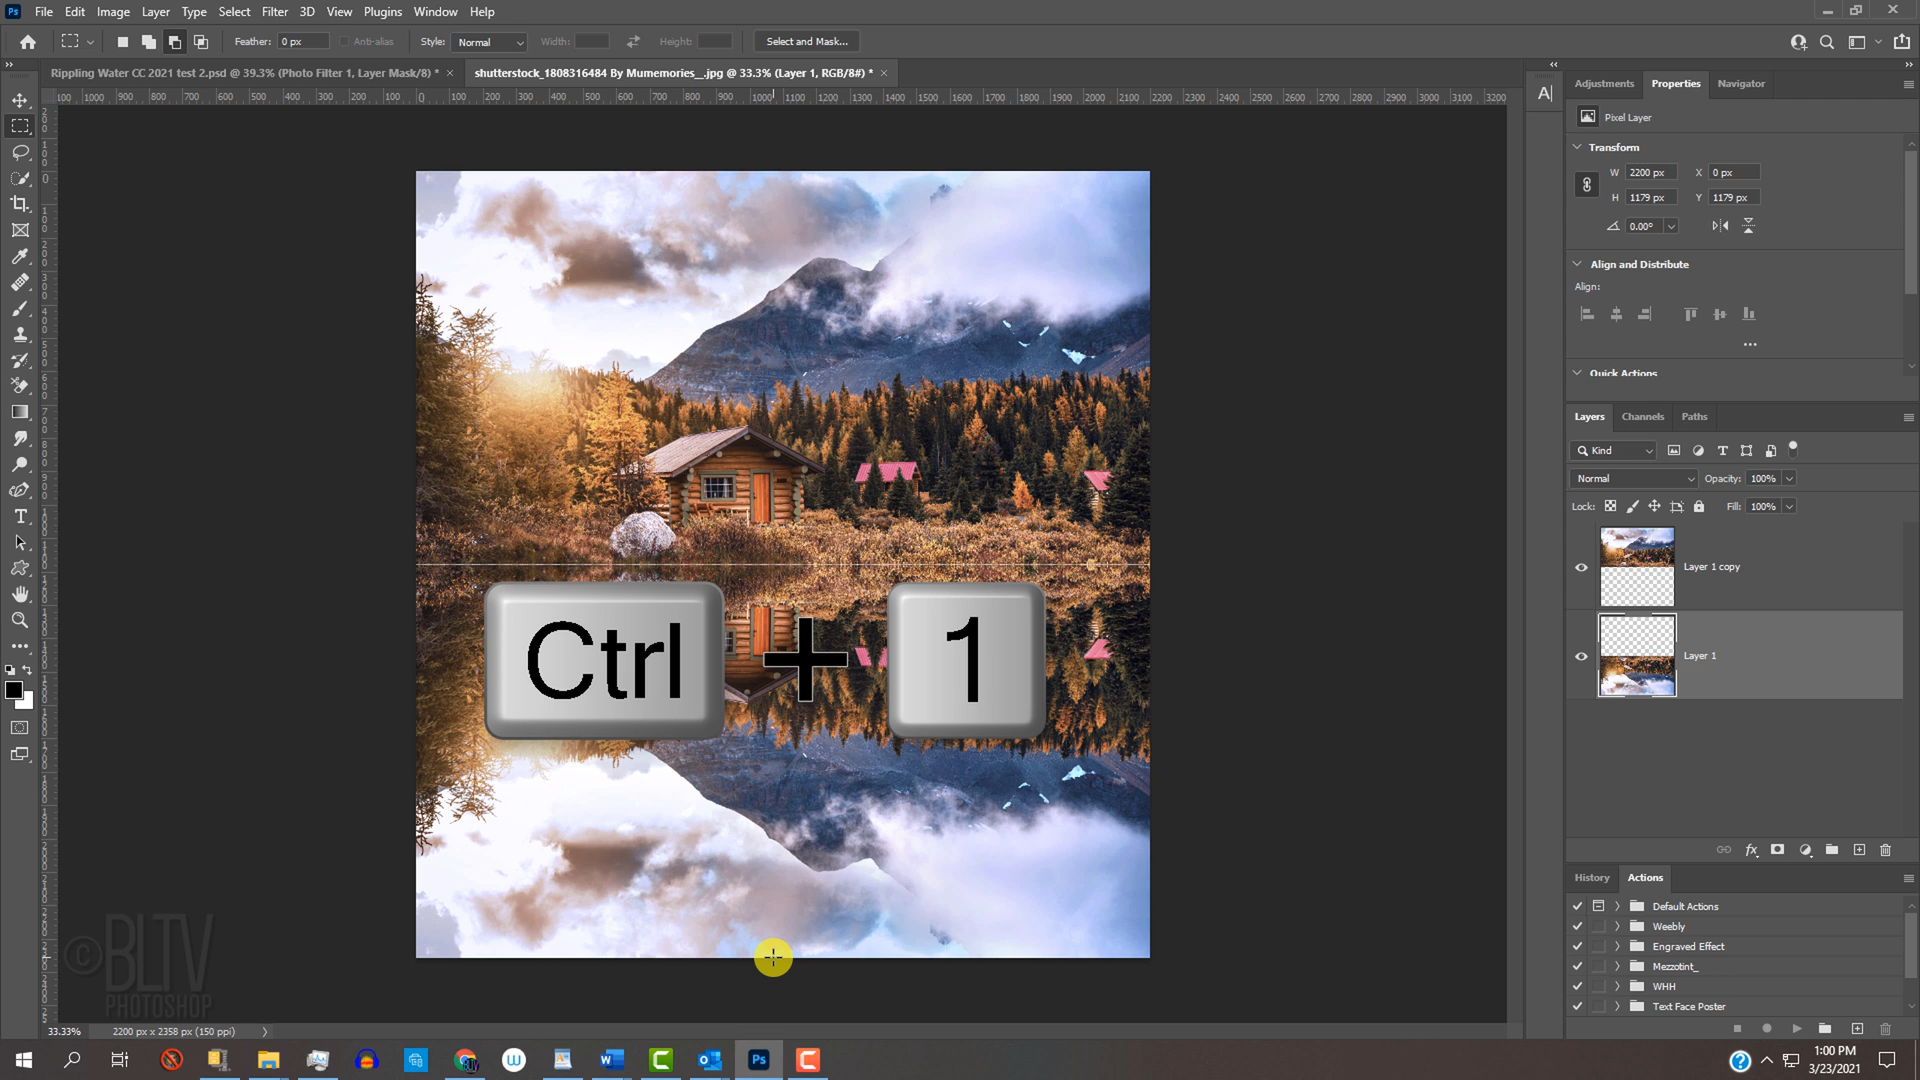 Ps File Edit Image Layer Type Select Filter 3D View Plugins Window Help
Feather: 0 px Anti-alias Style: Normal Width: Height: Select and Mask...
Rippling Water CC 2021 test 2.psd @ 39.3% (Photo Filter 1, Layer Mask/8) * × shutterstock_1808316484 By Mumemories__.jpg @ 33.3% (Layer 1, RGB/8#) * ×
Adjustments Properties Navigator
Pixel Layer
Transform
W 2200 px X 0 px
H 1179 px Y 1179 px
0.00°
Align and Distribute
Align:
Quick Actions
Layers Channels Paths
Kind
Normal Opacity: 100%
Lock: Fill: 100%
Layer 1 copy
Layer 1
Ctrl + 1
History Actions
Default Actions
Weebly
Engraved Effect
Mezzotint_
WHH
Text Face Poster
©BLTV
PHOTOSHOP
33.33% 2200 px x 2358 px (150 ppi)
1:00 PM
3/23/2021